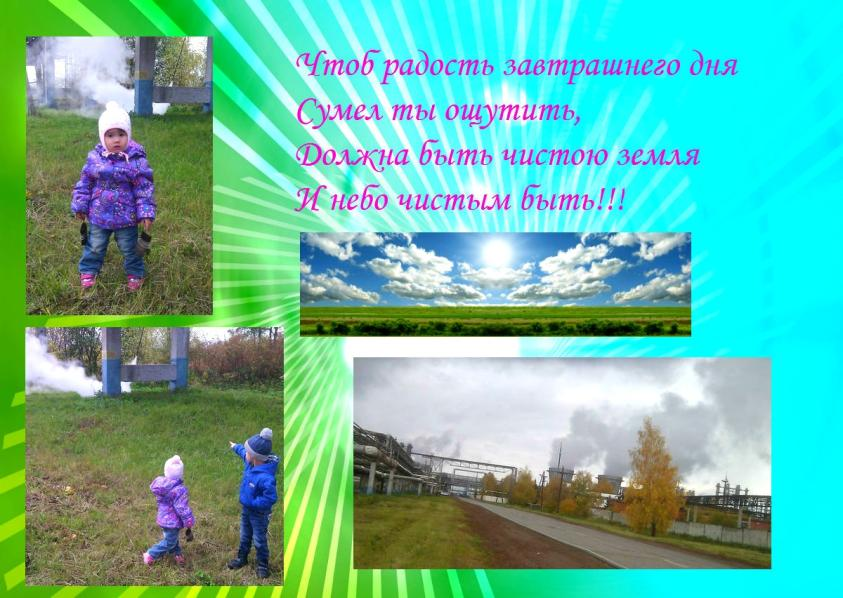 Чтоб радость завтрашнего дня
Сумел ты ощутить,
Должна быть чистою земля
И небо чистым быть!!!